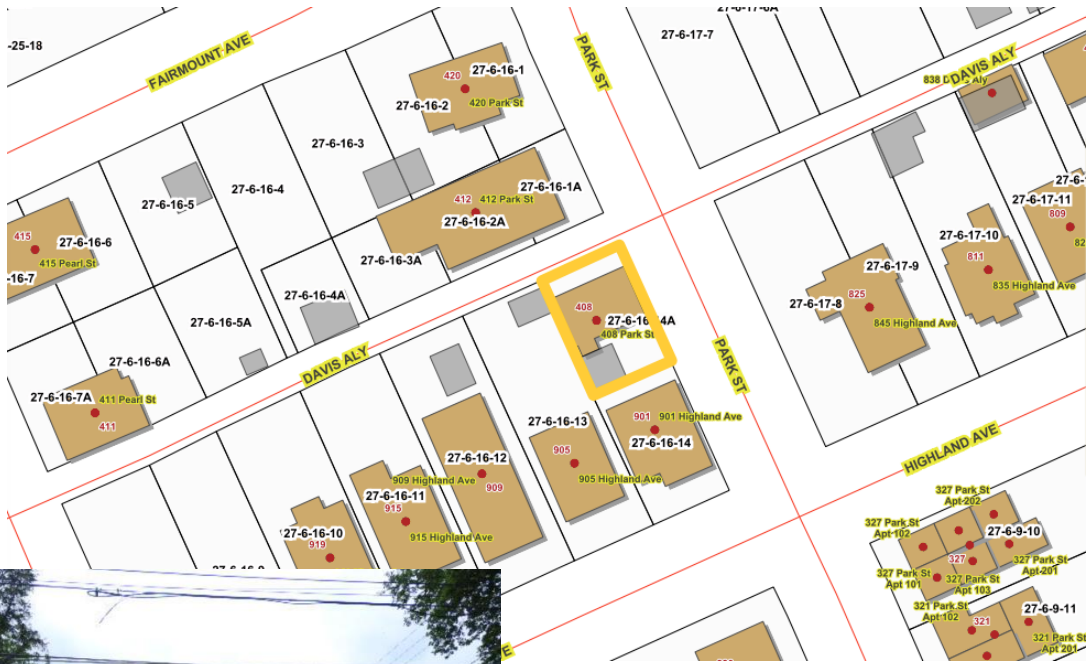 -25-18
FAIRMOUNT AVE
PARK ST
27-6-17-7
DAVIS ALY
420
27-6-16-1
27-6-16-2
420 Park St
27-6-16-3
27-6-16-4
27-6-16-5
412
412 Park St
27-6-16-1A
27-6-16-2A
27-6-16-3A
415
27-6-16-6
415 Pearl St
-16-7
27-6-16-4A
27-6-16-5A
27-6-16-6A
27-6-16-7A
411 Pearl St
411
DAVIS ALY
408
408 Park St
PARK ST
27-6-17-11
809
27-6-17-10
811
835 Highland Ave
27-6-17-9
27-6-17-8
825
845 Highland Ave
27-6-16-13
905
905 Highland Ave
901
901 Highland Ave
27-6-16-14
27-6-16-12
909 Highland Ave
909
27-6-16-11
915
915 Highland Ave
27-6-16-10
919
HIGHLAND AVE
327 Park St
Apt 202
327 Park St
Apt 102
27-6-9-10
327
327 Park St
Apt 201
327 Park St
Apt 101
327 Park St
Apt 103
321 Park St
Apt 102
321
27-6-9-11
321 Park St
Apt 201